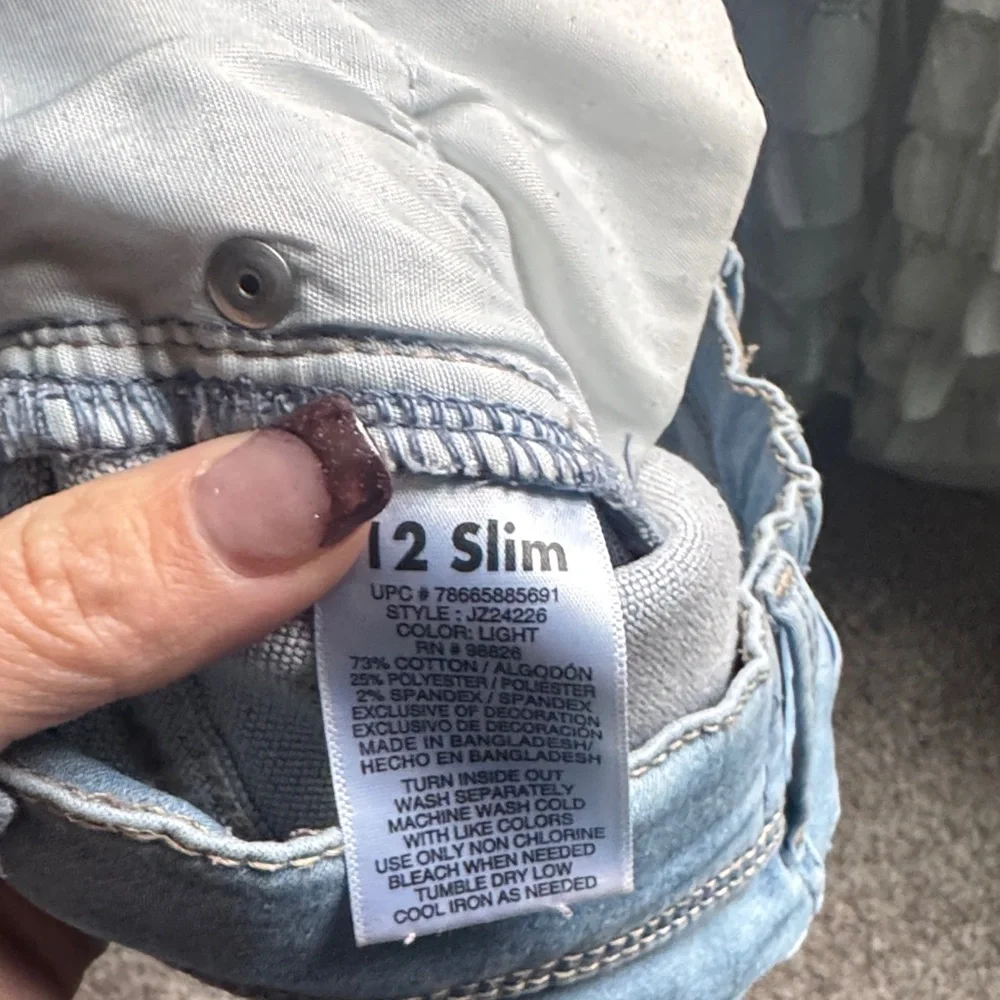 12 Slim
UPC # 78665885691
STYLE : JZ24226
COLOR: LIGHT
RN # 98826
73% COTTON / ALGODÓN
25% POLYESTER / POLIÉSTER
2% SPANDEX / SPANDEX
EXCLUSIVE OF DECORATION
EXCLUSIVO DE DECORACIÓN
MADE IN BANGLADESH/
HECHO EN BANGLADESH
TURN INSIDE OUT
WASH SEPARATELY
MACHINE WASH COLD
WITH LIKE COLORS
USE ONLY NON CHLORINE
BLEACH WHEN NEEDED
TUMBLE DRY LOW
COOL IRON AS NEEDED